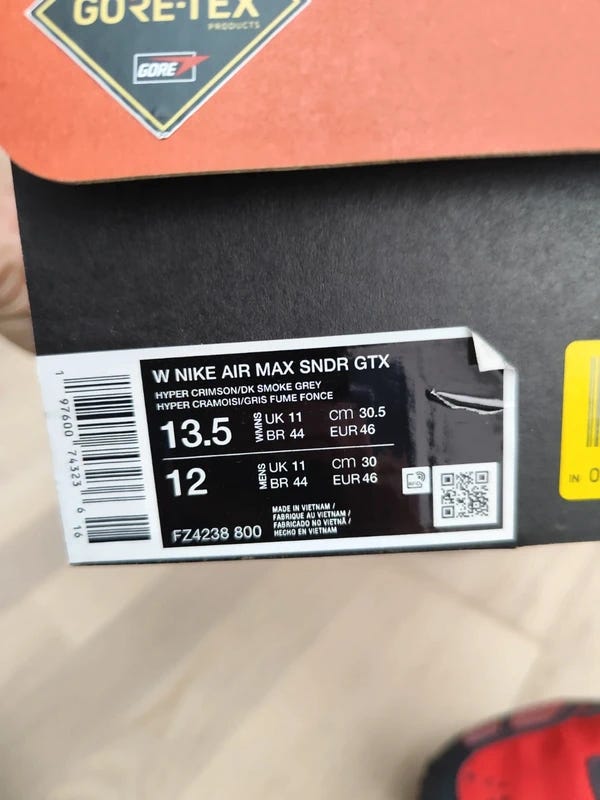 GORE-TEX
PRODUCTS
GORE
W NIKE AIR MAX SNDR GTX
HYPER CRIMSON/DK SMOKE GREY
HYPER CRAMOISI/GRIS FUME FONCE
13.5 WMNS UK 11 cm 30.5
BR 44 EUR 46
12 MENS UK 11 cm 30
BR 44 EUR 46
FZ4238 800
MADE IN VIETNAM /
FABRIQUE AU VIETNAM /
FABRICADO NO VIETNÃ /
HECHO EN VIETNAM
1 97600 74323 6 16
IN 0